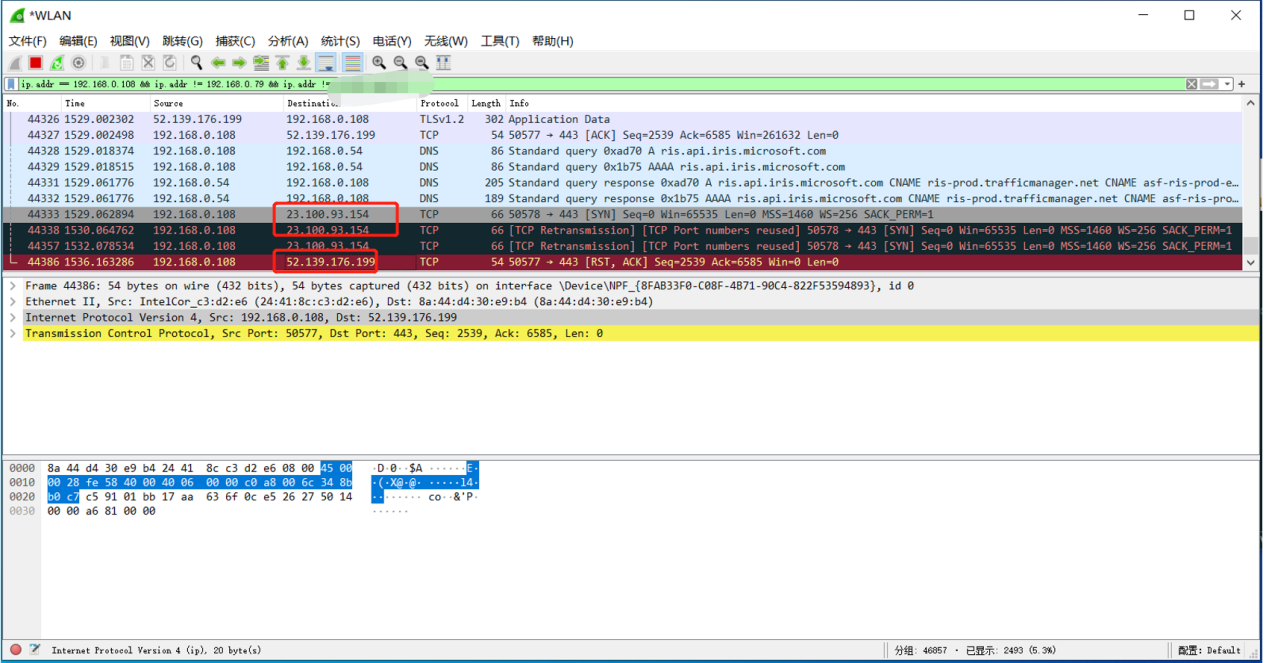 *WLAN
文件(F) 编辑(E) 视图(V) 跳转(G) 捕获(C) 分析(A) 统计(S) 电话(Y) 无线(W) 工具(T) 帮助(H)
ip.addr == 192.168.0.108 && ip.addr != 192.168.0.79 && ip.addr !=
No. Time Source Destination Protocol Length Info
44326 1529.002302 52.139.176.199 192.168.0.108 TLSv1.2 302 Application Data
44327 1529.002498 192.168.0.108 52.139.176.199 TCP 54 50577 → 443 [ACK] Seq=2539 Ack=6585 Win=261632 Len=0
44328 1529.018374 192.168.0.108 192.168.0.54 DNS 86 Standard query 0xad70 A ris.api.iris.microsoft.com
44329 1529.018515 192.168.0.108 192.168.0.54 DNS 86 Standard query 0x1b75 AAAA ris.api.iris.microsoft.com
44331 1529.061776 192.168.0.54 192.168.0.108 DNS 205 Standard query response 0xad70 A ris.api.iris.microsoft.com CNAME ris-prod.trafficmanager.net CNAME asf-ris-prod-e…
44332 1529.061776 192.168.0.54 192.168.0.108 DNS 189 Standard query response 0x1b75 AAAA ris.api.iris.microsoft.com CNAME ris-prod.trafficmanager.net CNAME asf-ris-pro…
44333 1529.062894 192.168.0.108 23.100.93.154 TCP 66 50578 → 443 [SYN] Seq=0 Win=65535 Len=0 MSS=1460 WS=256 SACK_PERM=1
44338 1530.064762 192.168.0.108 23.100.93.154 TCP 66 [TCP Retransmission] [TCP Port numbers reused] 50578 → 443 [SYN] Seq=0 Win=65535 Len=0 MSS=1460 WS=256 SACK_PERM=1
44357 1532.078534 192.168.0.108 23.100.93.154 TCP 66 [TCP Retransmission] [TCP Port numbers reused] 50578 → 443 [SYN] Seq=0 Win=65535 Len=0 MSS=1460 WS=256 SACK_PERM=1
44386 1536.163286 192.168.0.108 52.139.176.199 TCP 54 50577 → 443 [RST, ACK] Seq=2539 Ack=6585 Win=0 Len=0
Frame 44386: 54 bytes on wire (432 bits), 54 bytes captured (432 bits) on interface \Device\NPF_{8FAB33F0-C08F-4B71-90C4-822F53594893}, id 0
Ethernet II, Src: IntelCor_c3:d2:e6 (24:41:8c:c3:d2:e6), Dst: 8a:44:d4:30:e9:b4 (8a:44:d4:30:e9:b4)
Internet Protocol Version 4, Src: 192.168.0.108, Dst: 52.139.176.199
Transmission Control Protocol, Src Port: 50577, Dst Port: 443, Seq: 2539, Ack: 6585, Len: 0
0000 8a 44 d4 30 e9 b4 24 41 8c c3 d2 e6 08 00 45 00 ·D·0··$A ······E·
0010 00 28 fe 58 40 00 40 06 00 00 c0 a8 00 6c 34 8b ·(·X@·@· ·····l4·
0020 b0 c7 c5 91 01 bb 17 aa 63 6f 0c e5 26 27 50 14 ········ co··&'P·
0030 00 00 a6 81 00 00 ······
Internet Protocol Version 4 (ip), 20 byte(s) 分组: 46857 · 已显示: 2493 (5.3%) 配置: Default